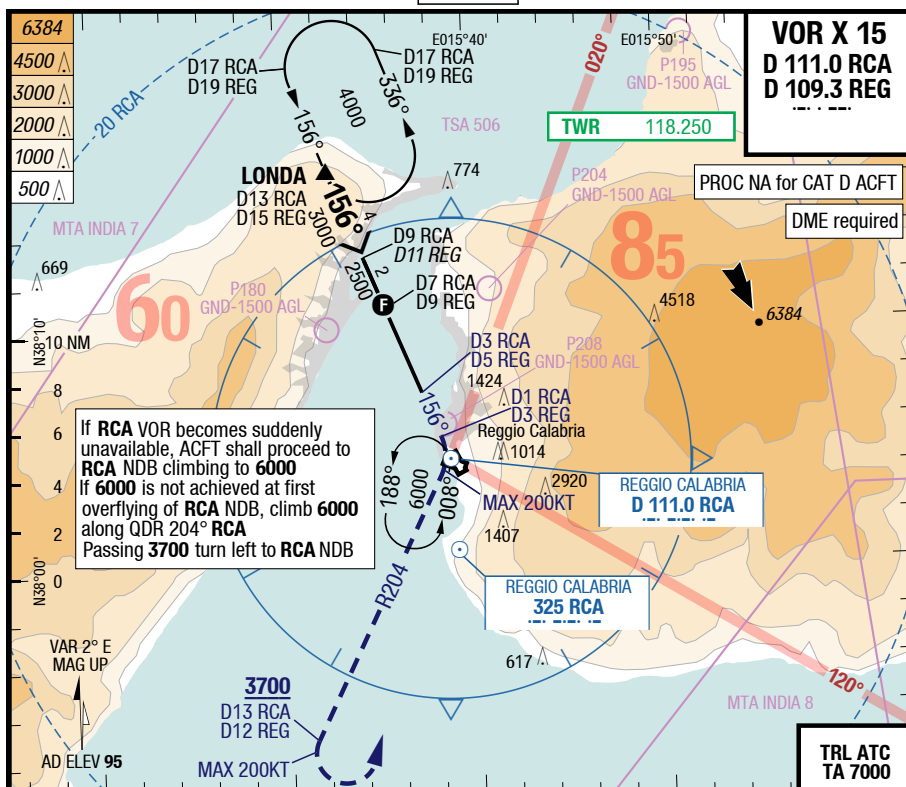 6384
4500
3000
2000
1000
500
20 RCA
D17 RCA
D19 REG
D17 RCA
D19 REG
4000
336°
156°
E015°40'
E015°50'
020°
P195
GND-1500 AGL
VOR X 15
D 111.0 RCA
D 109.3 REG
TSA 506
TWR 118.250
LONDA
D13 RCA
D15 REG
156°
4
3000
774
P204
GND-1500 AGL
PROC NA for CAT D ACFT
DME required
MTA INDIA 7
669
60
85
D9 RCA
D11 REG
2
2500
P180
GND-1500 AGL
F
D7 RCA
D9 REG
4518
6384
N38°10'
10 NM
8
6
4
2
0
N38°00'
D3 RCA
D5 REG
P208
GND-1500 AGL
1424
156°
D1 RCA
D3 REG
Reggio Calabria
1014
If RCA VOR becomes suddenly
unavailable, ACFT shall proceed to
RCA NDB climbing to 6000
If 6000 is not achieved at first
overflying of RCA NDB, climb 6000
along QDR 204° RCA
Passing 3700 turn left to RCA NDB
188°
6000
008°
MAX 200KT
2920
1407
REGGIO CALABRIA
D 111.0 RCA
REGGIO CALABRIA
325 RCA
R204
617
120°
VAR 2° E
MAG UP
AD ELEV 95
3700
D13 RCA
D12 REG
MAX 200KT
MTA INDIA 8
TRL ATC
TA 7000